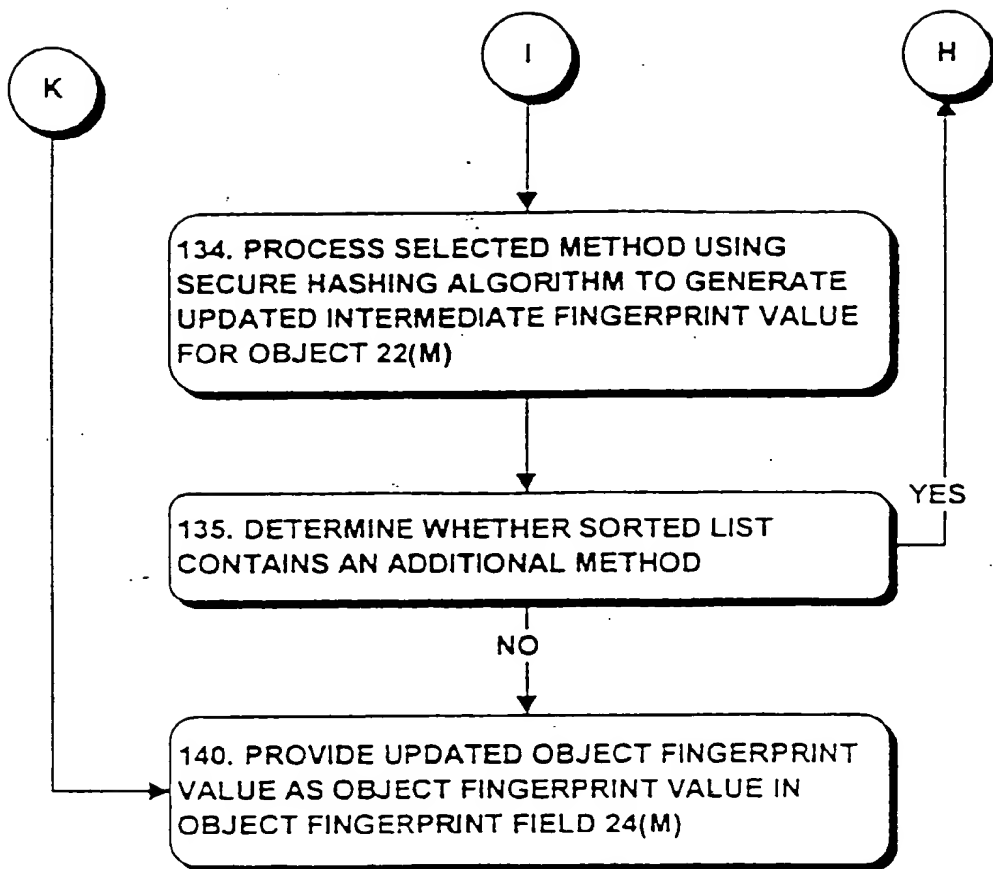 K
I
H
134. PROCESS SELECTED METHOD USING
SECURE HASHING ALGORITHM TO GENERATE
UPDATED INTERMEDIATE FINGERPRINT VALUE
FOR OBJECT 22(M)
YES
135. DETERMINE WHETHER SORTED LIST
CONTAINS AN ADDITIONAL METHOD
NO
140. PROVIDE UPDATED OBJECT FINGERPRINT
VALUE AS OBJECT FINGERPRINT VALUE IN
OBJECT FINGERPRINT FIELD 24(M)